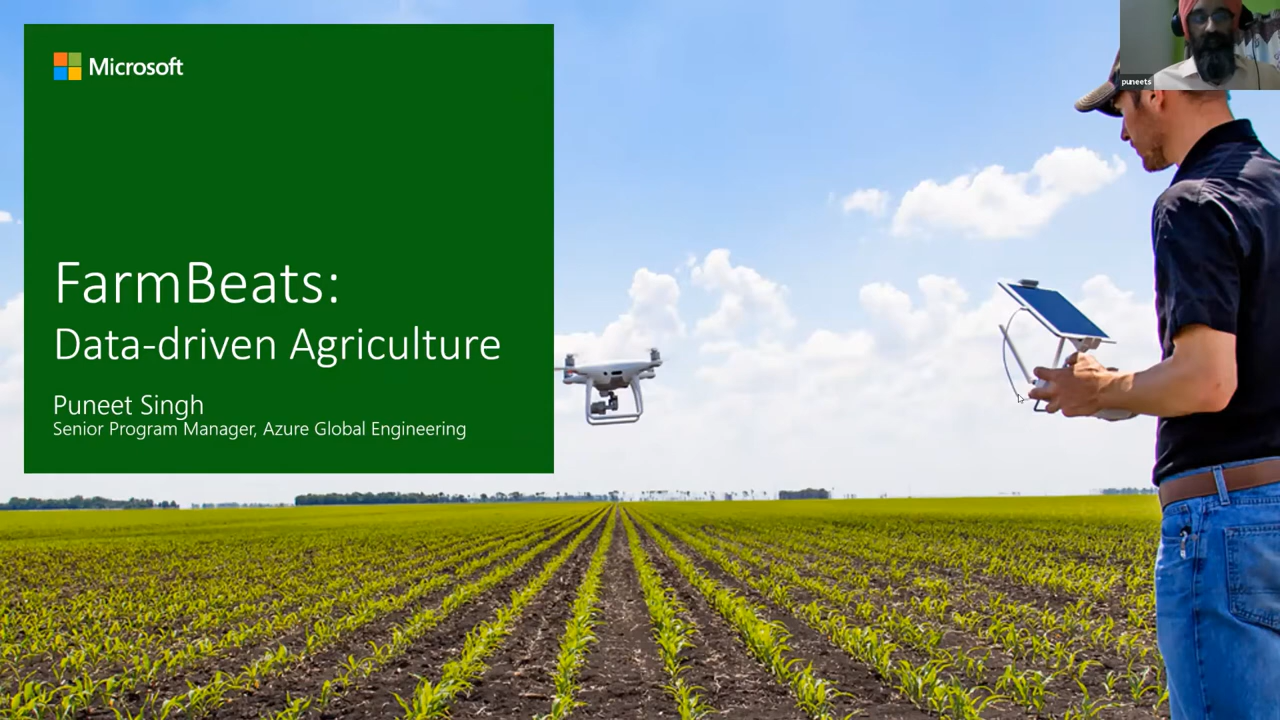 Microsoft
puneets
FarmBeats:
Data-driven Agriculture
Puneet Singh
Senior Program Manager, Azure Global Engineering